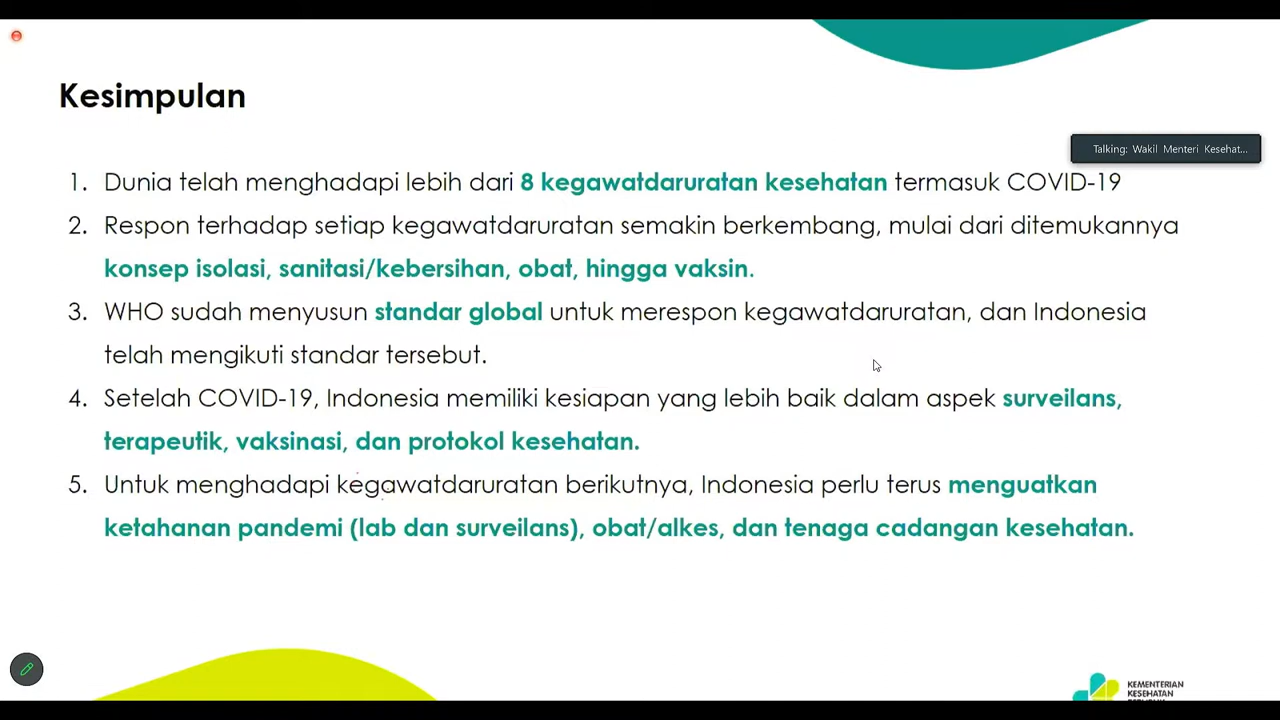 Kesimpulan
Talking: Wakil Menteri Kesehat...
1. Dunia telah menghadapi lebih dari 8 kegawatdaruratan kesehatan termasuk COVID-19
2. Respon terhadap setiap kegawatdaruratan semakin berkembang, mulai dari ditemukannya
konsep isolasi, sanitasi/kebersihan, obat, hingga vaksin.
3. WHO sudah menyusun standar global untuk merespon kegawatdaruratan, dan Indonesia
telah mengikuti standar tersebut.
4. Setelah COVID-19, Indonesia memiliki kesiapan yang lebih baik dalam aspek surveilans,
terapeutik, vaksinasi, dan protokol kesehatan.
5. Untuk menghadapi kegawatdaruratan berikutnya, Indonesia perlu terus menguatkan
ketahanan pandemi (lab dan surveilans), obat/alkes, dan tenaga cadangan kesehatan.
KEMENTERIAN
KESEHATAN